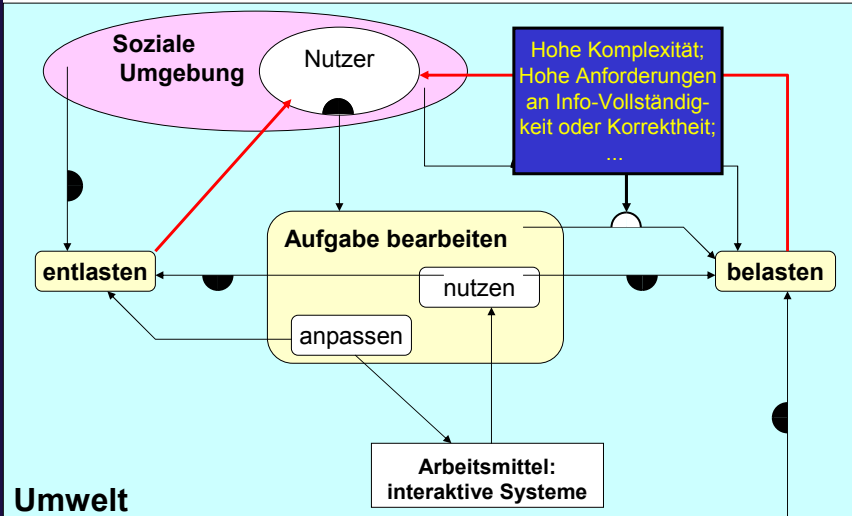 Soziale
Umgebung
Nutzer
Hohe Komplexität;
Hohe Anforderungen
an Info-Vollständig-
keit oder Korrektheit;
...
Aufgabe bearbeiten
entlasten
nutzen
belasten
anpassen
Arbeitsmittel:
interaktive Systeme
Umwelt